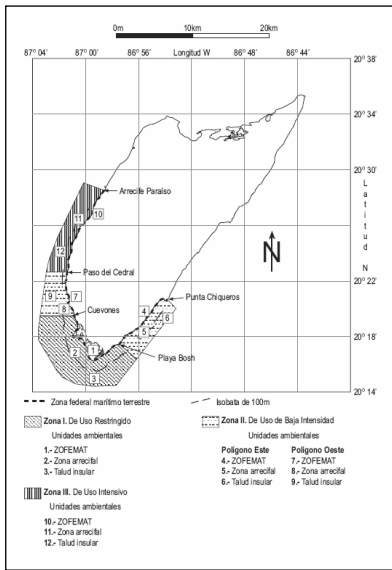 0m 10km 20km
87° 04' 87° 00' 86° 56' Longitud W 86° 48' 86° 44'
20° 38'
20° 34'
20° 30'
Latitud N
20° 22'
20° 18'
20° 14'
Arrecife Paraíso
11 10
12
Paso del Cedral
9 7
8
Cuevones
Punta Chiqueros
4
5 6
Playa Bosh
1
2
3
N
Zona federal marítimo terrestre
Isobata de 100m
Zona I. De Uso Restringido
Unidades ambientales
1.- ZOFEMAT
2.- Zona arrecifal
3.- Talud insular
Zona II. De Uso de Baja Intensidad
Unidades ambientales
Polígono Este Polígono Oeste
4.- ZOFEMAT 7.- ZOFEMAT
5.- Zona arrecifal 8.- Zona arrecifal
6.- Talud insular 9.- Talud insular
Zona III. De Uso Intensivo
Unidades ambientales
10.- ZOFEMAT
11.- Zona arrecifal
12.- Talud insular